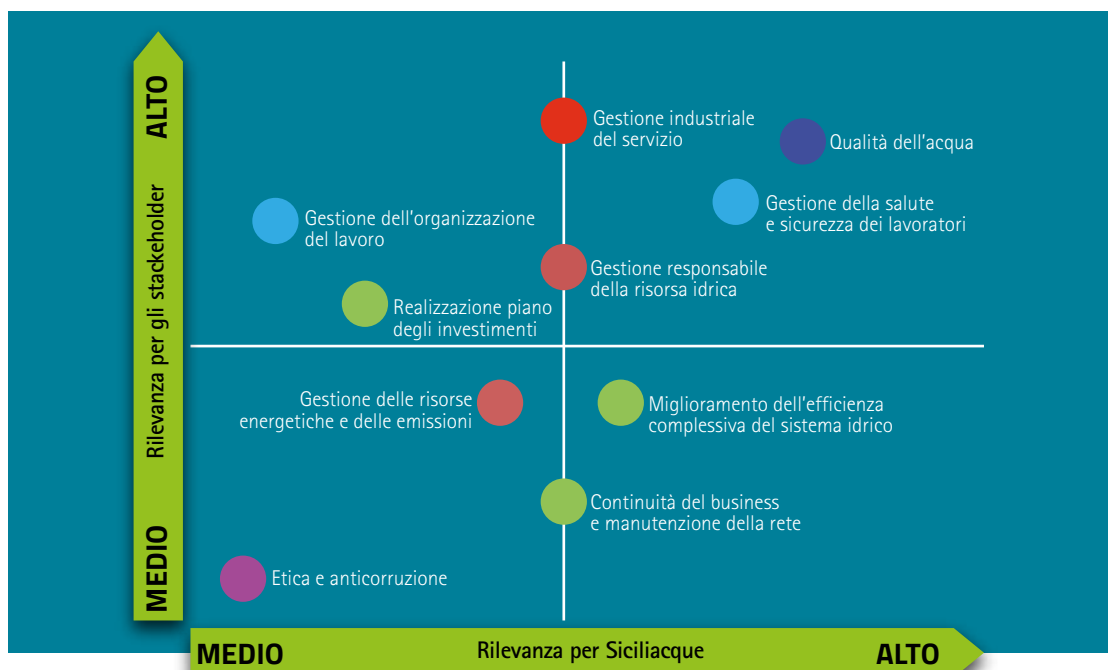 ALTO
Rilevanza per gli stackeholder
MEDIO
Gestione industriale
del servizio
Qualità dell'acqua
Gestione della salute
e sicurezza dei lavoratori
Gestione dell'organizzazione
del lavoro
Gestione responsabile
della risorsa idrica
Realizzazione piano
degli investimenti
Gestione delle risorse
energetiche e delle emissioni
Miglioramento dell'efficienza
complessiva del sistema idrico
Continuità del business
e manutenzione della rete
Etica e anticorruzione
MEDIO
Rilevanza per Siciliacque
ALTO